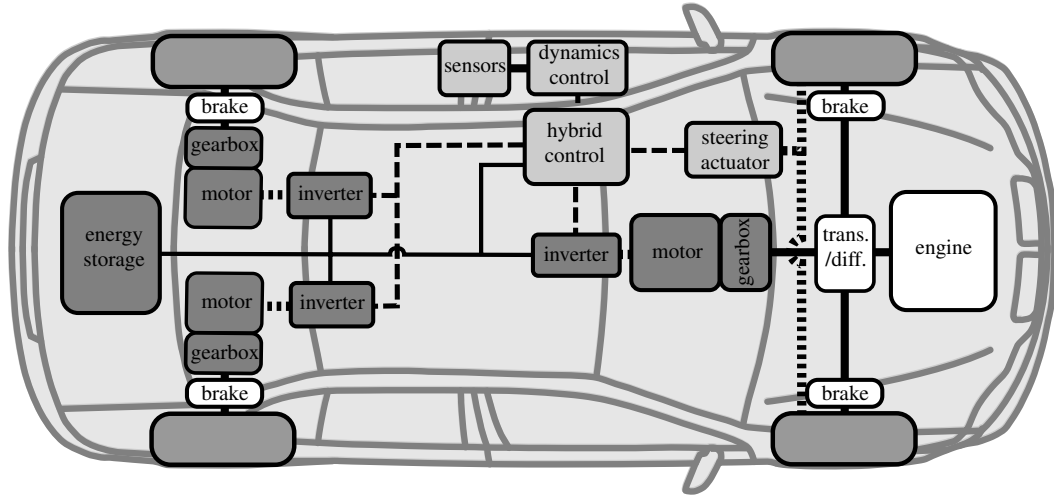 sensors
dynamics
control
brake
gearbox
motor
inverter
hybrid
control
steering
actuator
brake
energy
storage
inverter
motor
gearbox
trans.
/diff.
engine
motor
inverter
gearbox
brake
brake